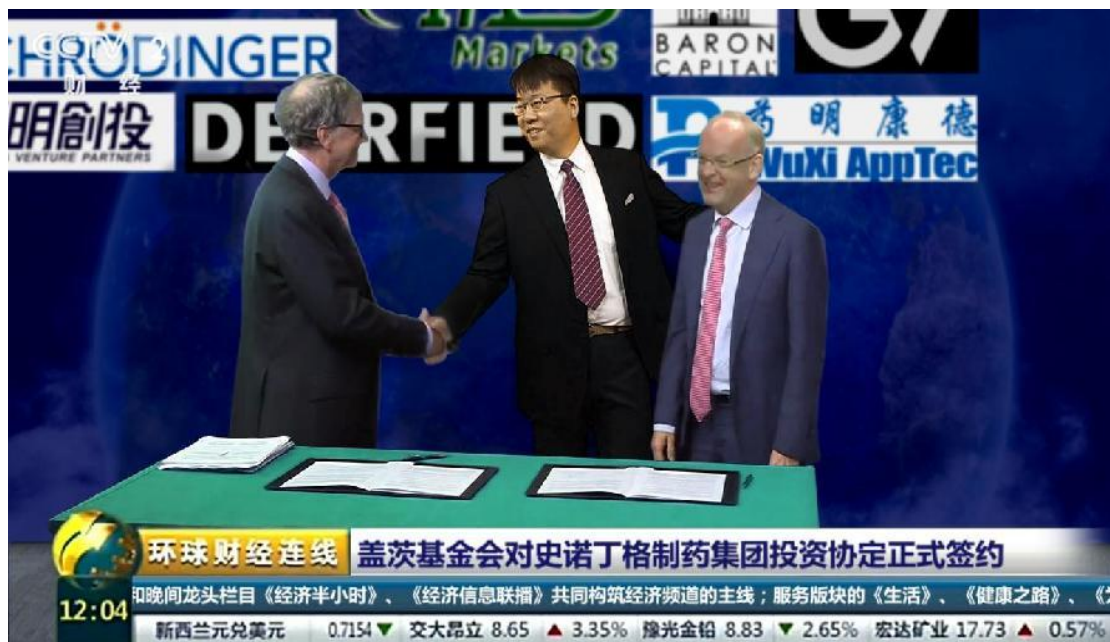 CCTV 2
财 经
CHRÖDINGER
Markets
BARON
CAPITAL
G7
明創投
VENTURE PARTNERS
DEERFIE D
药明康德
WuXi AppTec
环球财经连线
盖茨基金会对史诺丁格制药集团投资协定正式签约
12:04
和晚间龙头栏目《经济半小时》、《经济信息联播》共同构筑经济频道的主线；服务版块的《生活》、《健康之路》、《
新西兰元兑美元 0.7154 ▼ 交大昂立 8.65 ▲ 3.35% 豫光金铅 8.83 ▼ 2.65% 宏达矿业 17.73 ▲ 0.57%